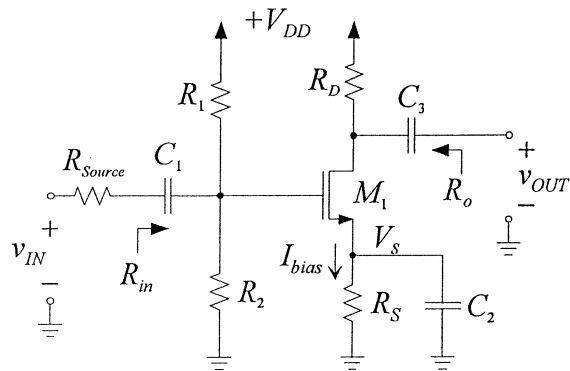 +V_DD
R_1
R_D
C_3
R_Source
C_1
+
v_OUT
−
R_o
M_1
+
v_IN
−
R_in
R_2
I_bias
V_s
R_S
C_2